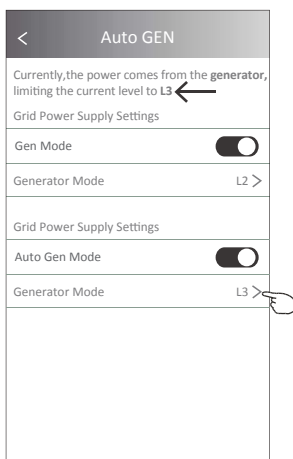 Auto GEN
Currently,the power comes from the generator,
limiting the current level to L3
Grid Power Supply Settings
Gen Mode
Generator Mode L2 >
Grid Power Supply Settings
Auto Gen Mode
Generator Mode L3 >